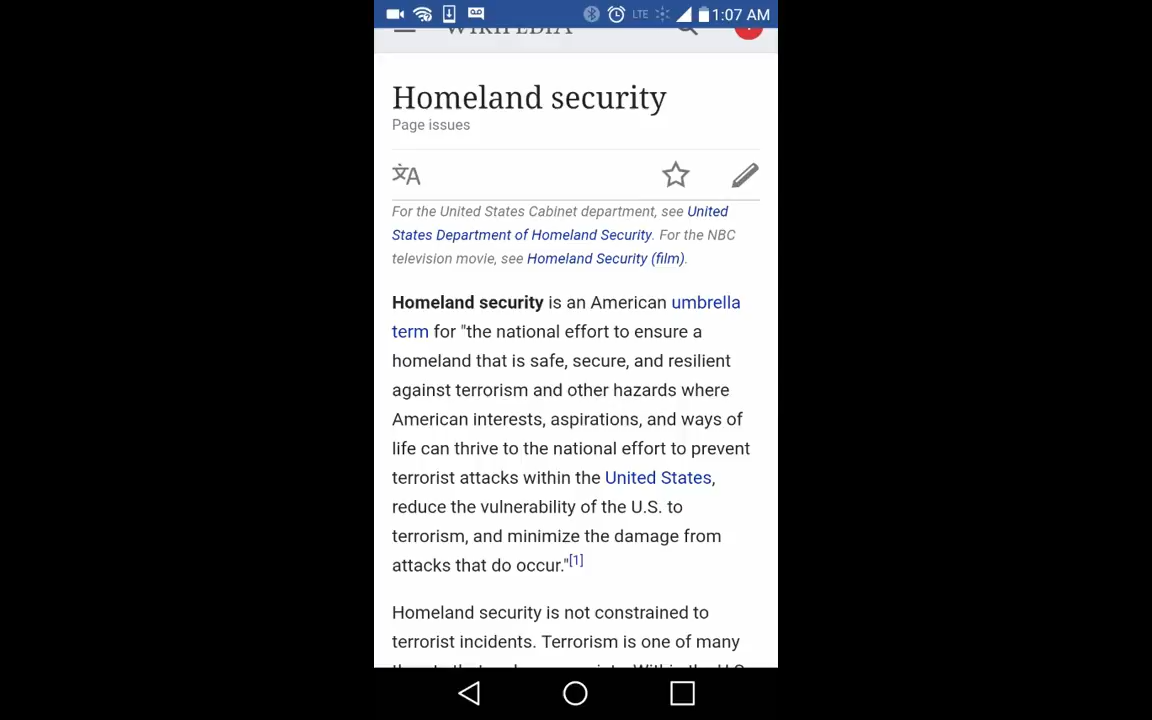 LTE 1:07 AM
WIKIPEDIA
Homeland security
Page issues
For the United States Cabinet department, see United
States Department of Homeland Security. For the NBC
television movie, see Homeland Security (film).
Homeland security is an American umbrella
term for "the national effort to ensure a
homeland that is safe, secure, and resilient
against terrorism and other hazards where
American interests, aspirations, and ways of
life can thrive to the national effort to prevent
terrorist attacks within the United States,
reduce the vulnerability of the U.S. to
terrorism, and minimize the damage from
attacks that do occur."[1]
Homeland security is not constrained to
terrorist incidents. Terrorism is one of many